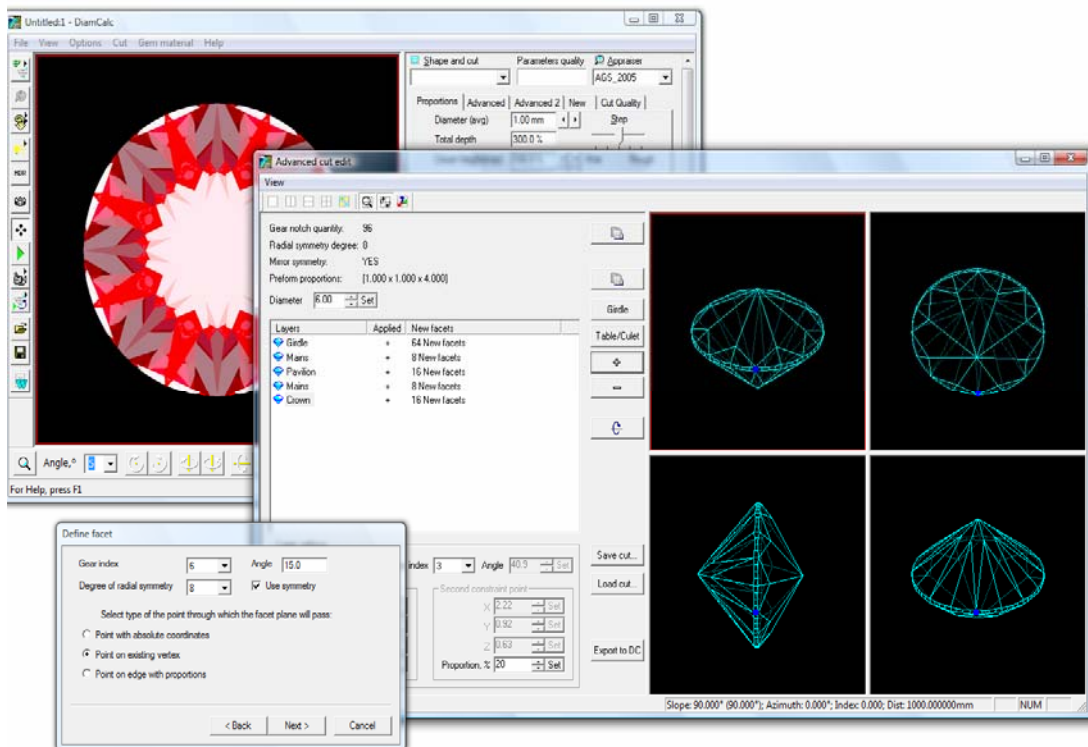 Untitled:1 - DiamCalc
File View Options Cut Gem material Help
Shape and cut Parameters quality Appraiser
AGS_2005
Proportions Advanced Advanced 2 New Cut Quality
Diameter (avg) 1.00 mm Step
Total depth 300.0 %
HDR
Angle,° 5
For Help, press F1
Advanced cut edit
View
Gear notch quantity: 96
Radial symmetry degree: 8
Mirror symmetry: YES
Preform proportions: [1.000 x 1.000 x 4.000]
Diameter 6.00 Set
Layers Applied New facets
Girdle + 64 New facets
Mains + 8 New facets
Pavilion + 16 New facets
Mains + 8 New facets
Crown + 16 New facets
Girdle
Table/Culet
Save cut...
Load cut...
Export to DC
index 3 Angle 40.9 Set
Second constraint point
X 2.22 Set
Y 0.92 Set
Z 0.63 Set
Proportion, % 20 Set
Slope: 90.000° (90.000°); Azimuth: 0.000°; Index: 0.000; Dist: 1000.000000mm NUM
Define facet
Gear index 6 Angle 15.0
Degree of radial symmetry 8 Use symmetry
Select type of the point through which the facet plane will pass:
Point with absolute coordinates
Point on existing vertex
Point on edge with proportions
< Back Next > Cancel